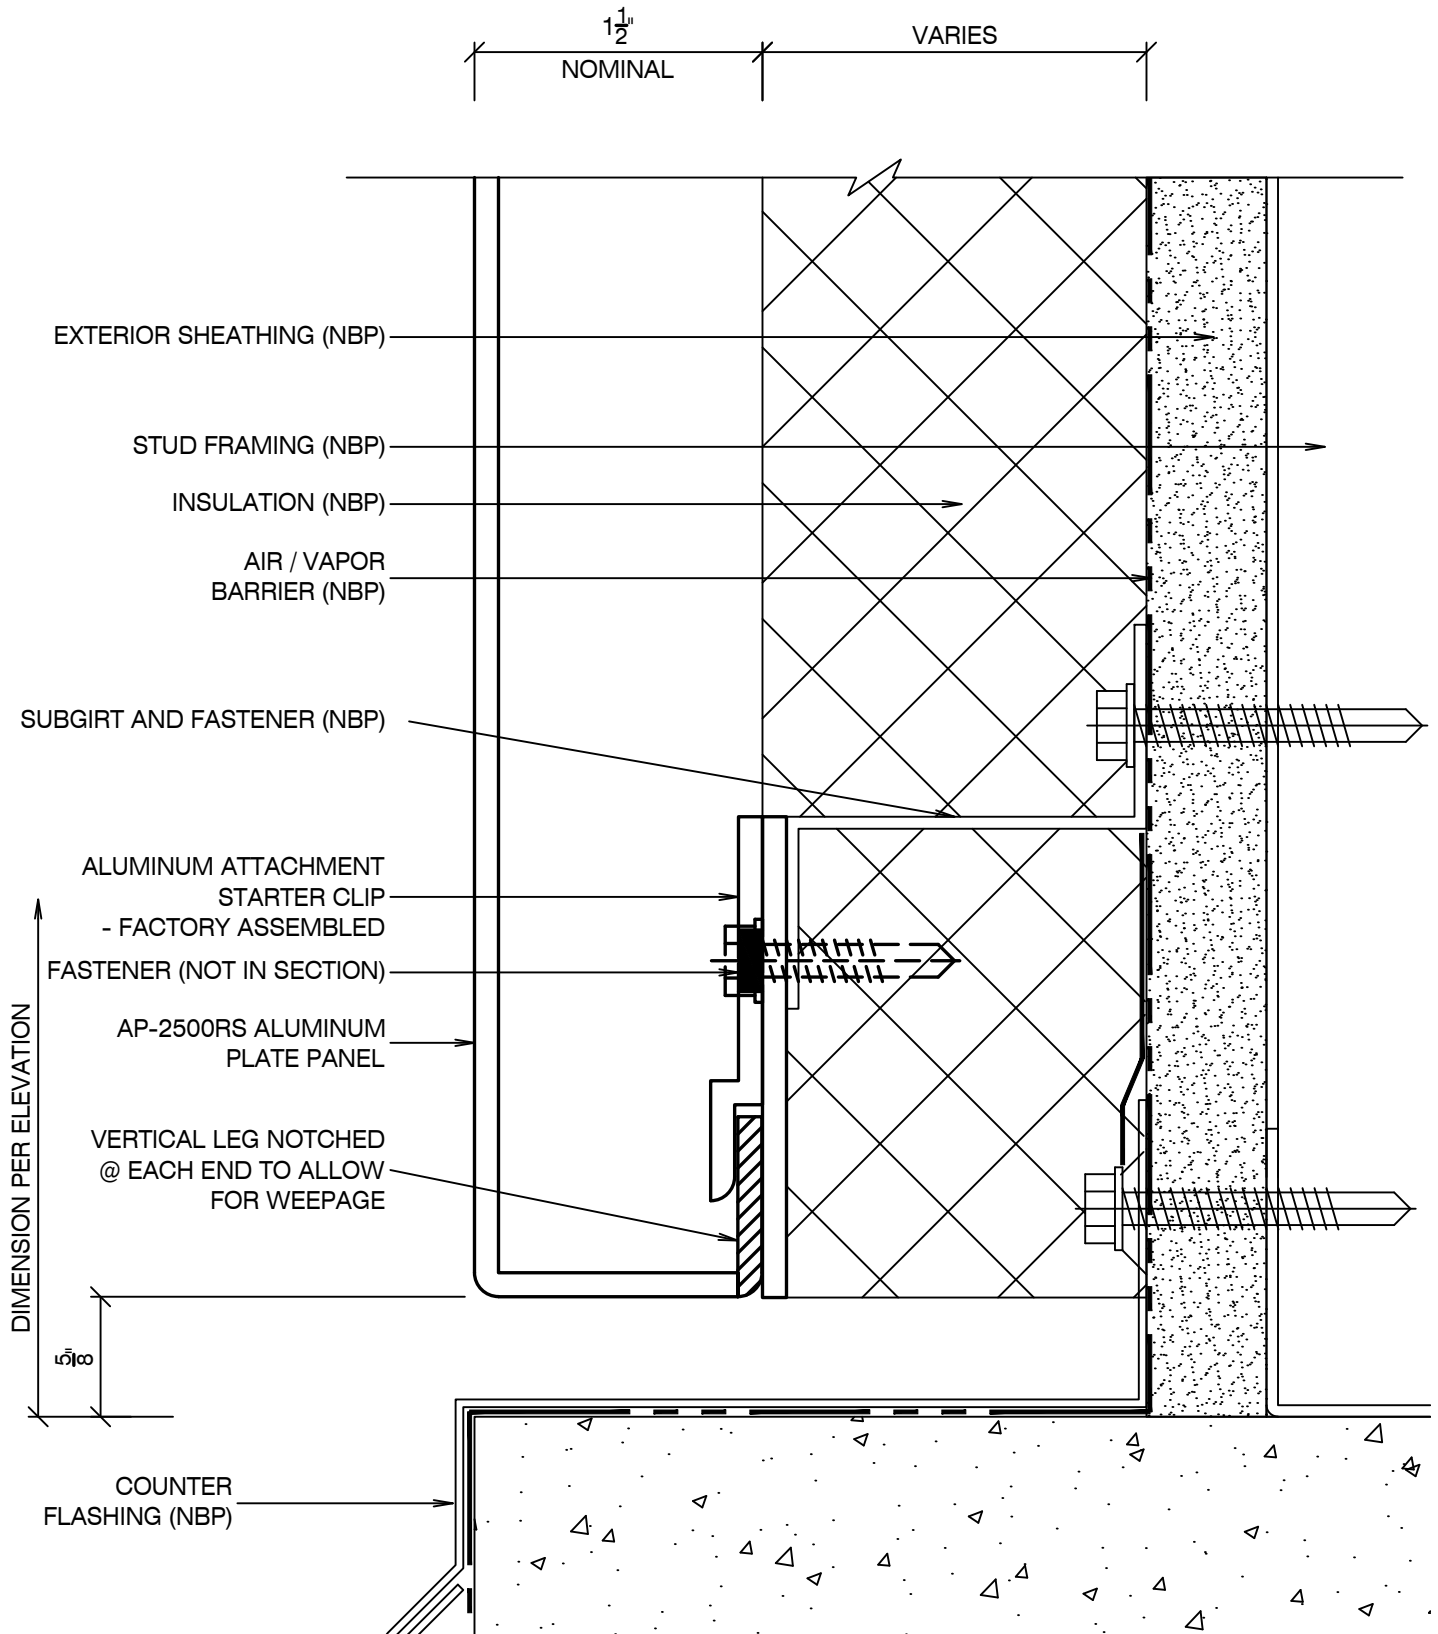 1 1/2"
NOMINAL
VARIES
EXTERIOR SHEATHING (NBP)
STUD FRAMING (NBP)
INSULATION (NBP)
AIR / VAPOR
BARRIER (NBP)
SUBGIRT AND FASTENER (NBP)
ALUMINUM ATTACHMENT
STARTER CLIP
- FACTORY ASSEMBLED
FASTENER (NOT IN SECTION)
AP-2500RS ALUMINUM
PLATE PANEL
VERTICAL LEG NOTCHED
@ EACH END TO ALLOW
FOR WEEPAGE
DIMENSION PER ELEVATION
5/8"
COUNTER
FLASHING (NBP)